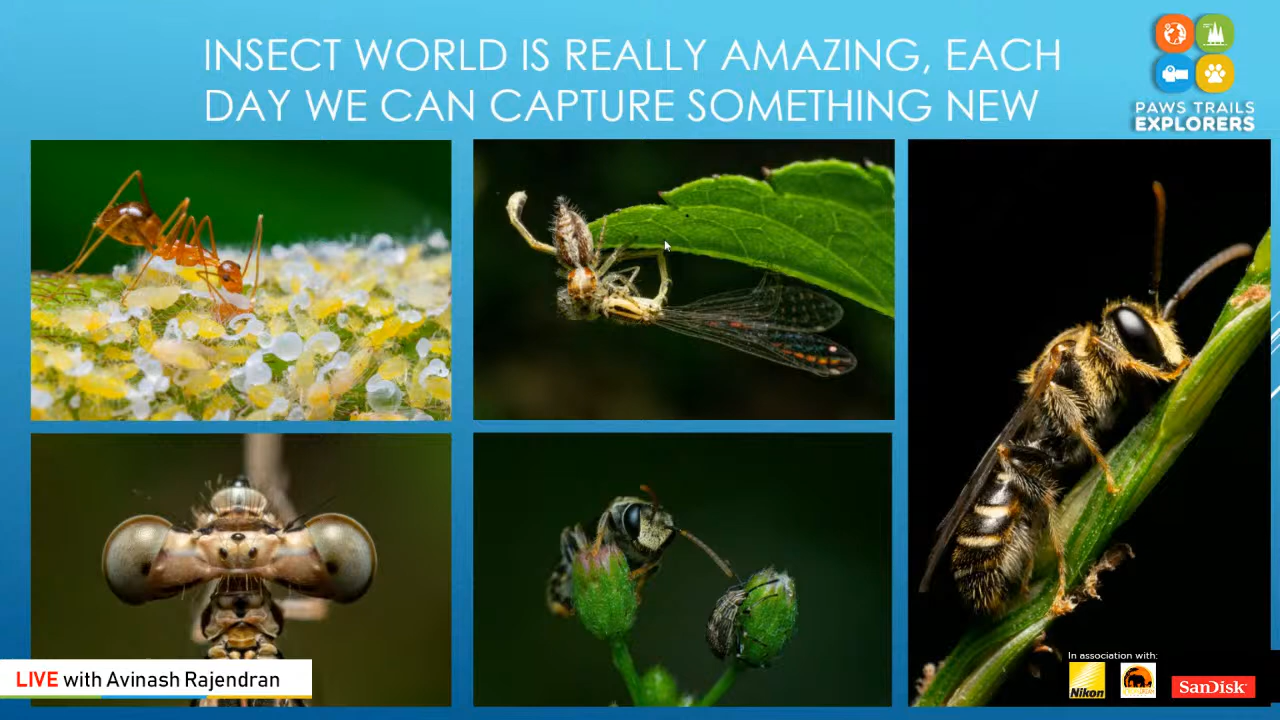 INSECT WORLD IS REALLY AMAZING, EACH
DAY WE CAN CAPTURE SOMETHING NEW
PAWS TRAILS
EXPLORERS
LIVE with Avinash Rajendran
In association with:
Nikon
SanDisk